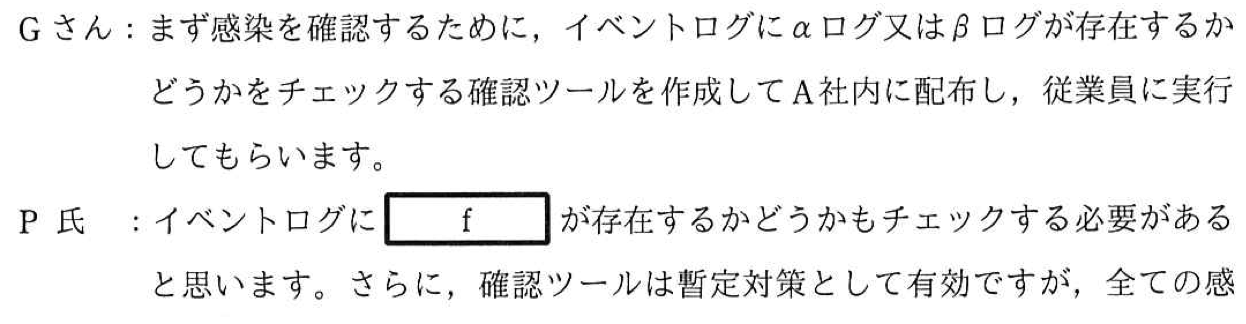 Gさん：まず感染を確認するために，イベントログにαログ又はβログが存在するか
どうかをチェックする確認ツールを作成してA社内に配布し，従業員に実行
してもらいます。
P 氏　：イベントログに f が存在するかどうかもチェックする必要がある
と思います。さらに，確認ツールは暫定対策として有効ですが，全ての感